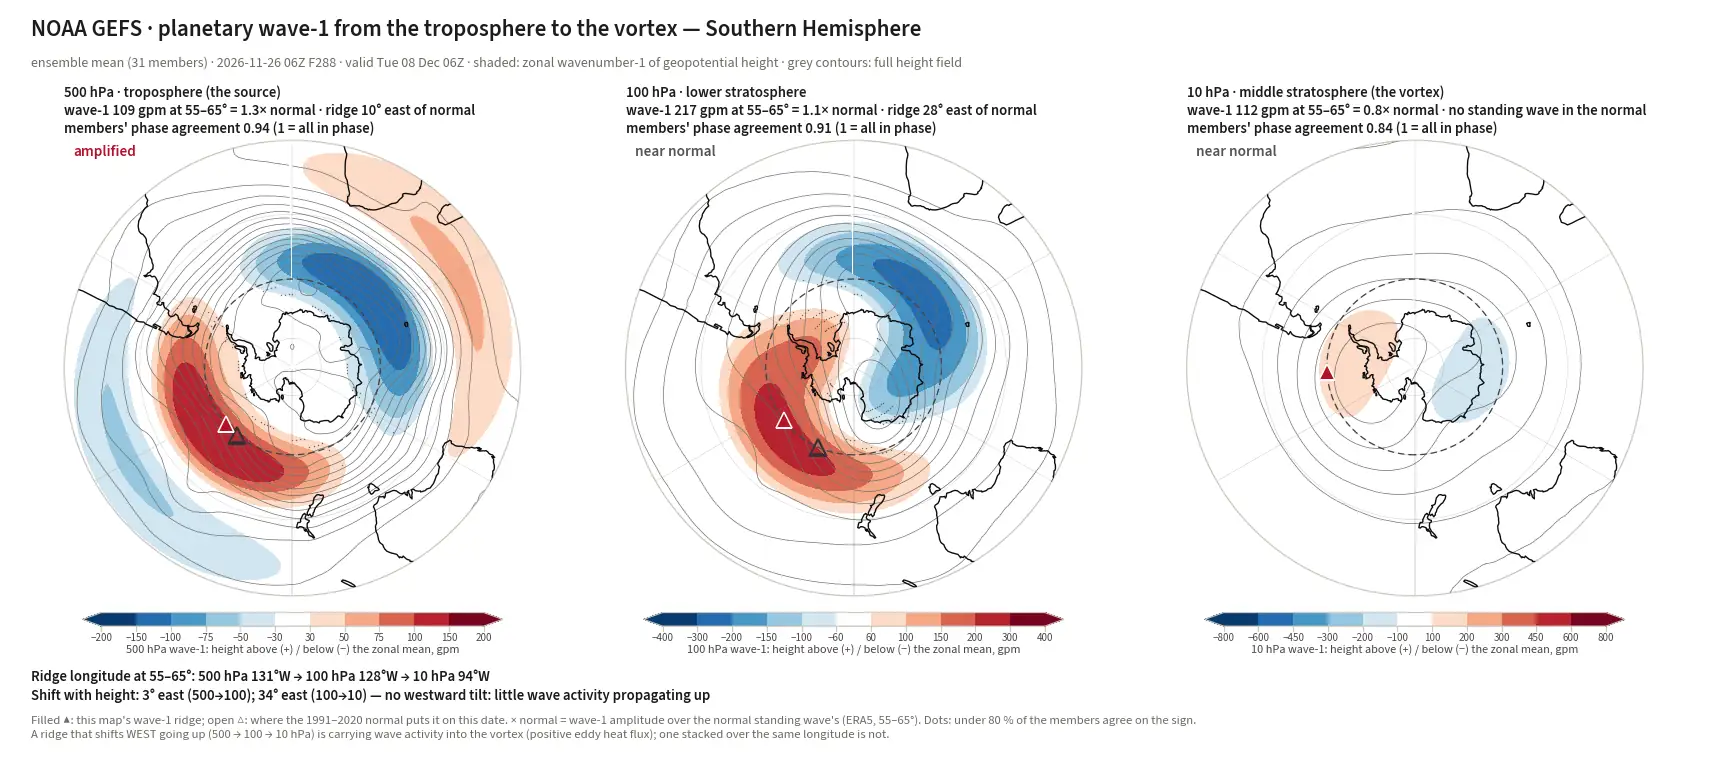 NOAA GEFS · planetary wave-1 from the troposphere to the vortex — Southern Hemisphere
ensemble mean (31 members) · 2026-11-26 06Z F288 · valid Tue 08 Dec 06Z · shaded: zonal wavenumber-1 of geopotential height · grey contours: full height field
500 hPa · troposphere (the source)
wave-1 109 gpm at 55–65° = 1.3× normal · ridge 10° east of normal
members' phase agreement 0.94 (1 = all in phase)
amplified
100 hPa · lower stratosphere
wave-1 217 gpm at 55–65° = 1.1× normal · ridge 28° east of normal
members' phase agreement 0.91 (1 = all in phase)
near normal
10 hPa · middle stratosphere (the vortex)
wave-1 112 gpm at 55–65° = 0.8× normal · no standing wave in the normal
members' phase agreement 0.84 (1 = all in phase)
near normal
0
−200 −150 −100 −75 −50 −30 30 50 75 100 150 200
500 hPa wave-1: height above (+) / below (−) the zonal mean, gpm
−400 −300 −200 −150 −100 −60 60 100 150 200 300 400
100 hPa wave-1: height above (+) / below (−) the zonal mean, gpm
−800 −600 −450 −300 −200 −100 100 200 300 450 600 800
10 hPa wave-1: height above (+) / below (−) the zonal mean, gpm
Ridge longitude at 55–65°: 500 hPa 131°W → 100 hPa 128°W → 10 hPa 94°W
Shift with height: 3° east (500→100); 34° east (100→10) — no westward tilt: little wave activity propagating up
Filled ▲: this map's wave-1 ridge; open △: where the 1991–2020 normal puts it on this date. × normal = wave-1 amplitude over the normal standing wave's (ERA5, 55–65°). Dots: under 80 % of the members agree on the sign.
A ridge that shifts WEST going up (500 → 100 → 10 hPa) is carrying wave activity into the vortex (positive eddy heat flux); one stacked over the same longitude is not.